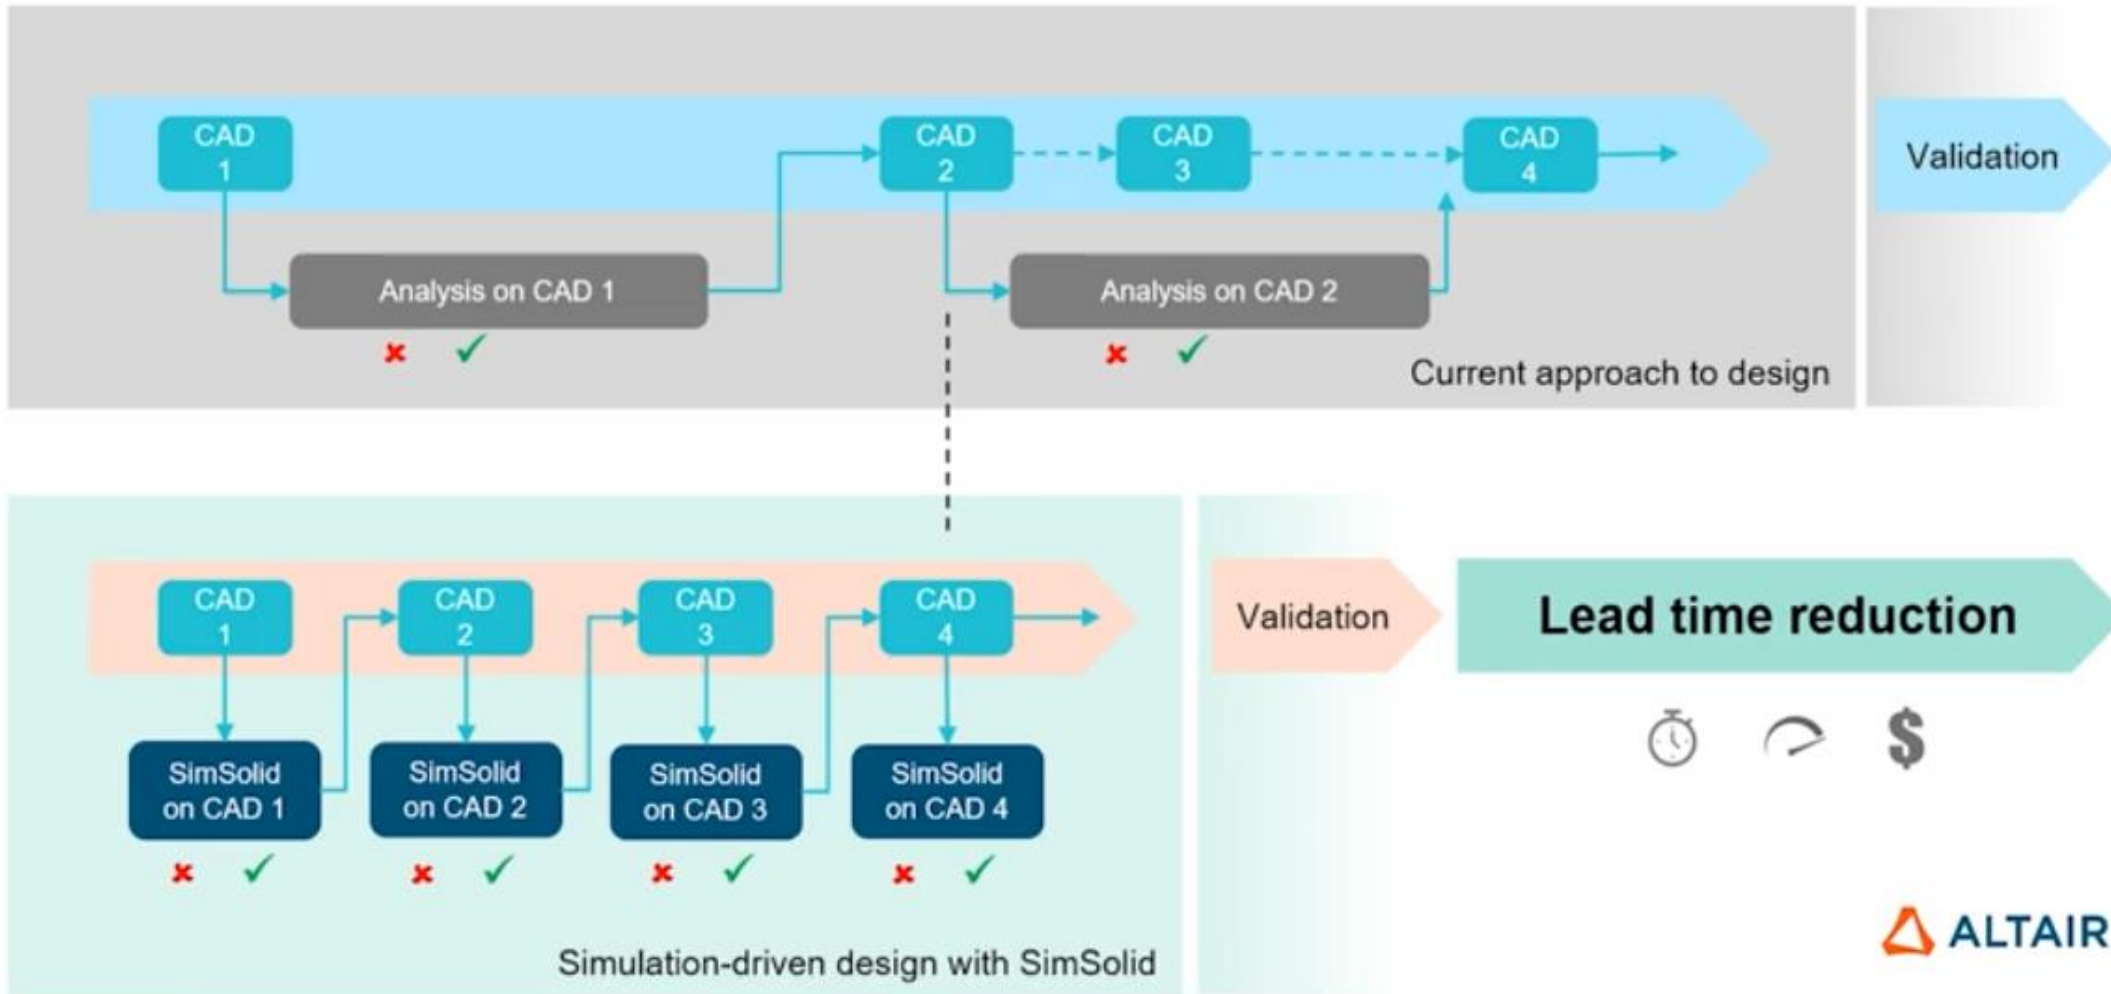 CAD
1
CAD
2
CAD
3
CAD
4
Validation
Analysis on CAD 1
Analysis on CAD 2
Current approach to design
CAD
1
CAD
2
CAD
3
CAD
4
Validation
Lead time reduction
SimSolid
on CAD 1
SimSolid
on CAD 2
SimSolid
on CAD 3
SimSolid
on CAD 4
$
ALTAIR
Simulation-driven design with SimSolid